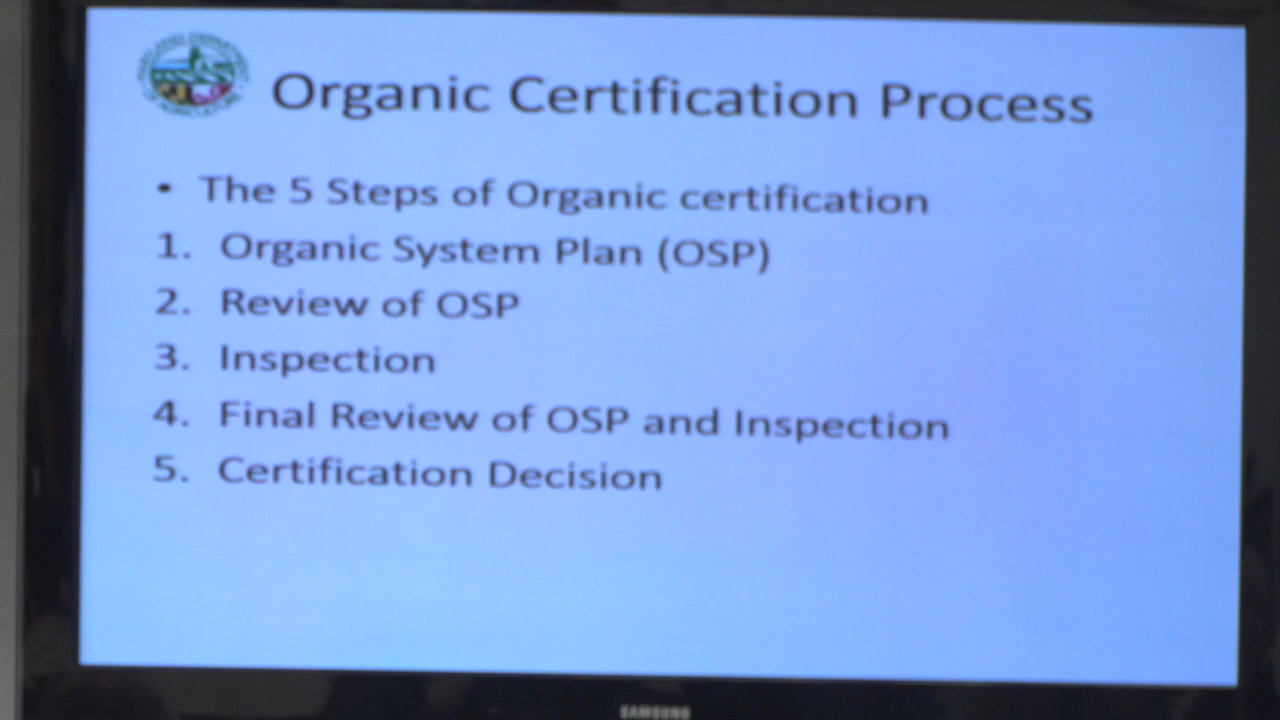 Organic Certification Process
• The 5 Steps of Organic certification
1. Organic System Plan (OSP)
2. Review of OSP
3. Inspection
4. Final Review of OSP and Inspection
5. Certification Decision
SAMSUNG